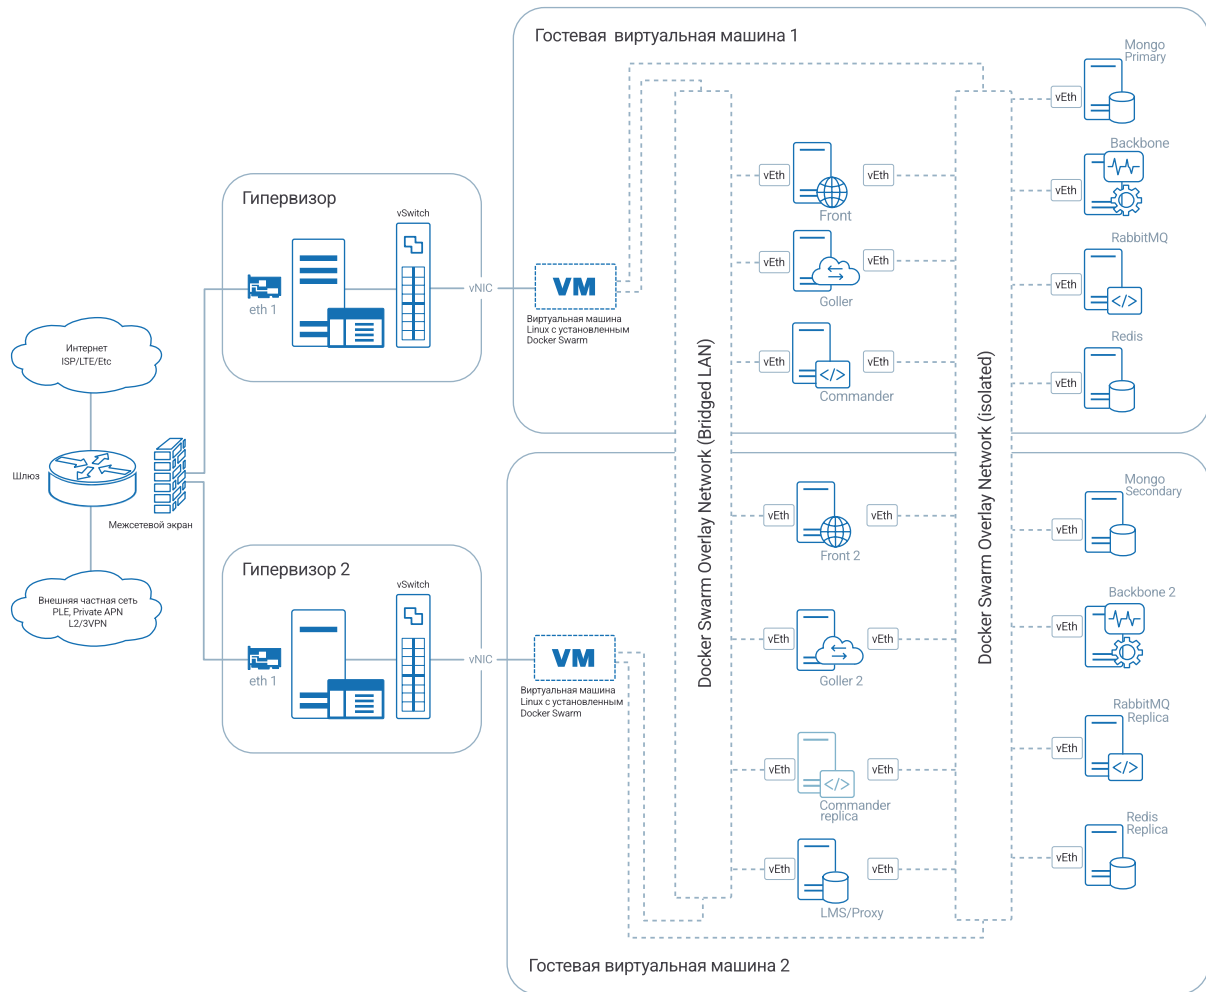 Гостевая виртуальная машина 1
Mongo
Primary
vEth
Backbone
vEth
vEth
Front
vEth
Гипервизор
vSwitch
RabbitMQ
vEth
vEth
Goller
vEth
eth 1
vNIC
VM
Виртуальная машина
Linux с установленным
Docker Swarm
Redis
vEth
vEth
Commander
vEth
Интернет
ISP/LTE/Etc
Docker Swarm Overlay Network (Bridged LAN)
Docker Swarm Overlay Network (isolated)
Шлюз
Межсетевой экран
Mongo
Secondary
vEth
vEth
Front 2
vEth
Гипервизор 2
vSwitch
Внешняя частная сеть
PLE, Private APN
L2/3VPN
Backbone 2
vEth
vEth
Goller 2
vEth
eth 1
vNIC
VM
Виртуальная машина
Linux с установленным
Docker Swarm
RabbitMQ
Replica
vEth
vEth
Commander
replica
vEth
Redis
Replica
vEth
vEth
LMS/Proxy
vEth
Гостевая виртуальная машина 2